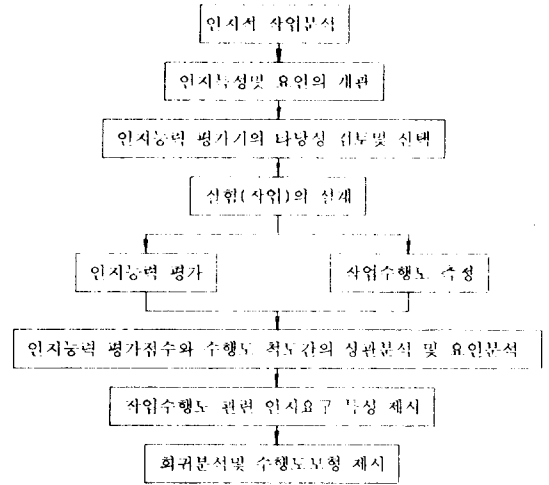 인지적 작업분석
인지특성및 요인의 개관
인지능력 평가기의 타당성 검토및 선택
실험(작업)의 설계
인지능력 평가
작업수행도 측정
인지능력 평가점수와 수행도 척도간의 상관분석 및 요인분석
작업수행도 관련 인지요구 특성 제시
회귀분석및 수행도모형 제시